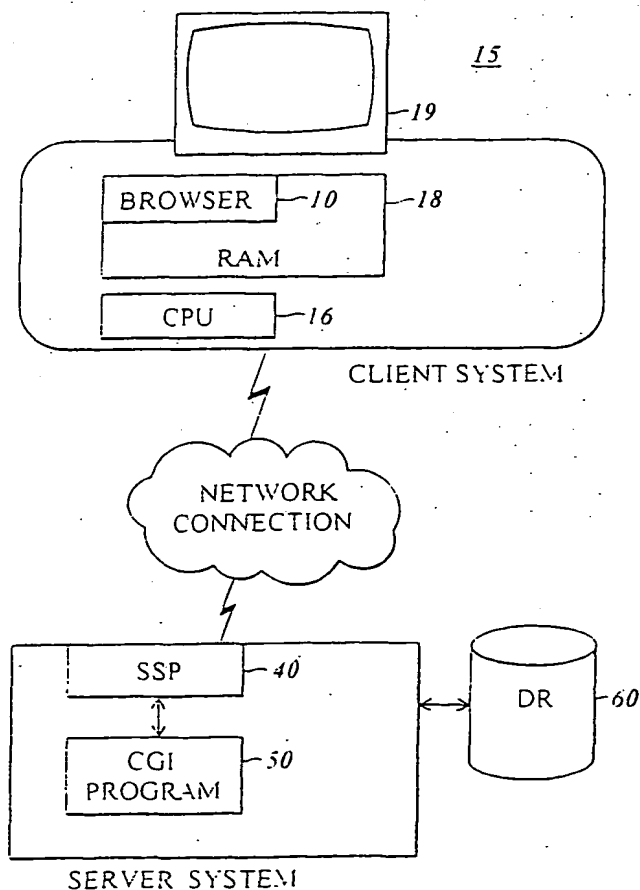 15
19
BROWSER
10
18
RAM
CPU
16
CLIENT SYSTEM
NETWORK
CONNECTION
SSP
40
DR
60
CGI
PROGRAM
50
SERVER SYSTEM